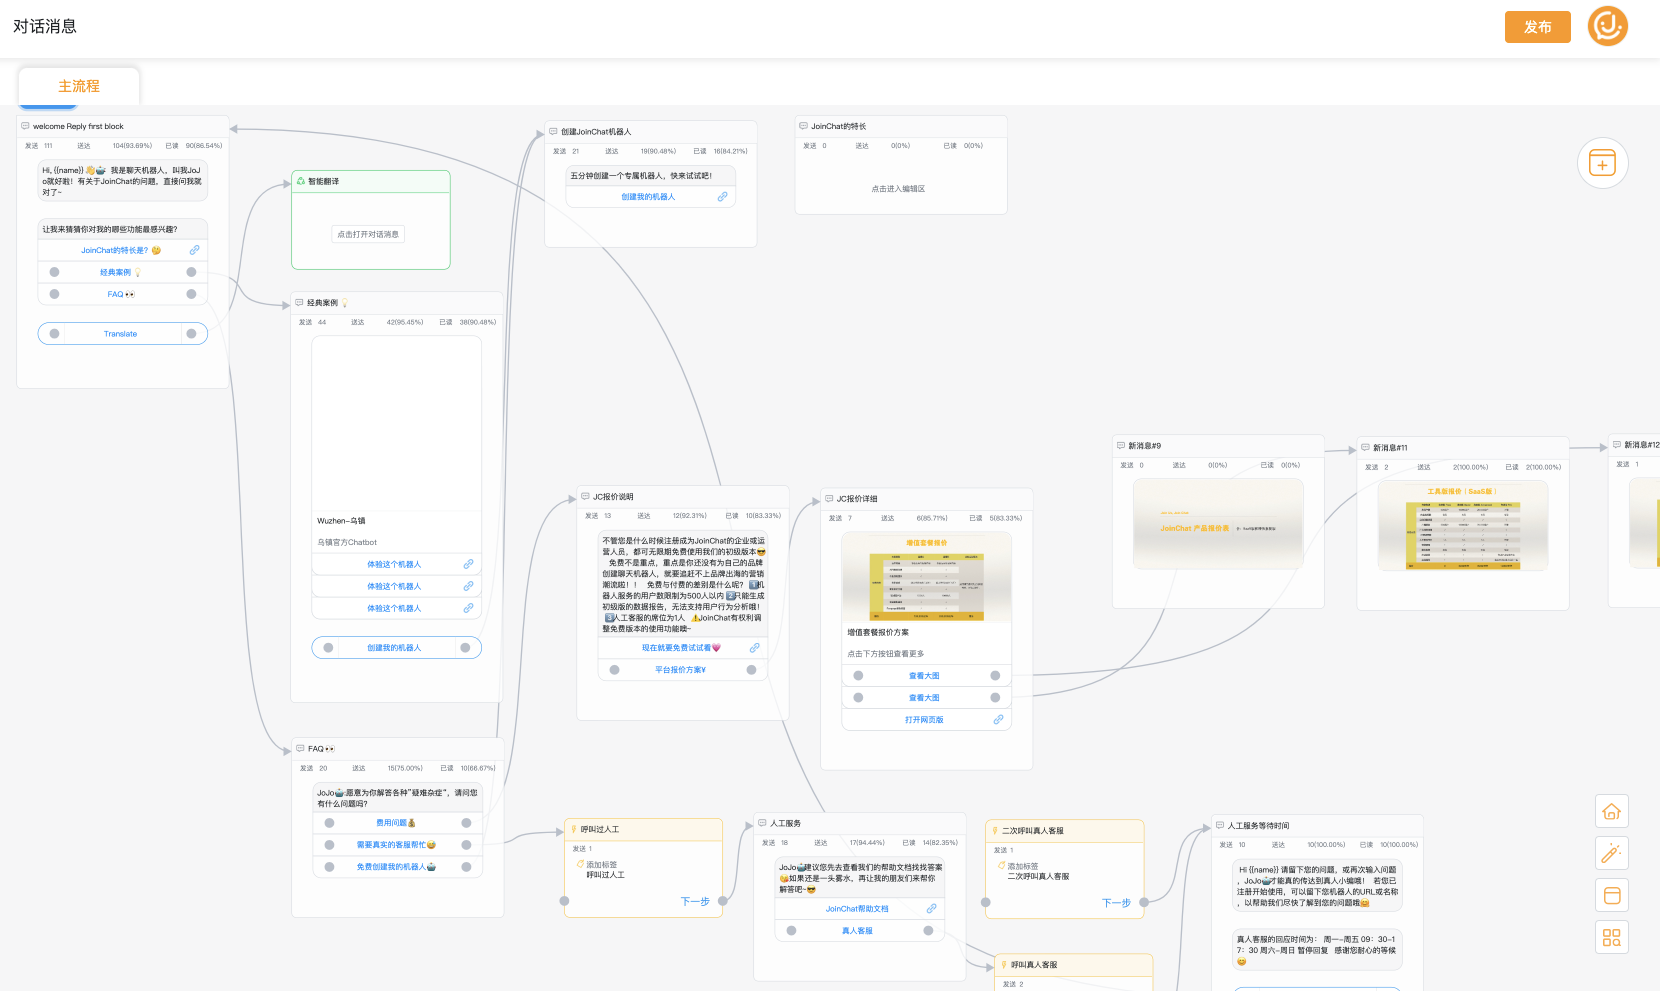 对话消息
发布
主流程
welcome Reply first block
发送 111 送达 104(93.69%) 已读 90(86.54%)
Hi, {{name}} 👋🤖 我是聊天机器人，叫我JoJ
o就好啦！有关于JoinChat的问题，直接问我就
对了~
让我来猜猜你对我的哪些功能最感兴趣?
JoinChat的特长是? 🤔
经典案例 💡
FAQ 👀
Translate
智能翻译
点击打开对话消息
经典案例 💡
发送 44 送达 42(95.45%) 已读 38(90.48%)
Wuzhen~乌镇
乌镇官方Chatbot
体验这个机器人
体验这个机器人
体验这个机器人
创建我的机器人
FAQ 👀
发送 20 送达 15(75.00%) 已读 10(66.67%)
JoJo🤖愿意为你解答各种"疑难杂症"，请问您
有什么问题吗?
费用问题💰
需要真实的客服帮忙😅
免费创建我的机器人🤖
创建JoinChat机器人
发送 21 送达 19(90.48%) 已读 16(84.21%)
五分钟创建一个专属机器人，快来试试吧！
创建我的机器人
JoinChat的特长
发送 0 送达 0(0%) 已读 0(0%)
点击进入编辑区
JC报价说明
发送 13 送达 12(92.31%) 已读 10(83.33%)
不管您是什么时候注册成为JoinChat的企业或运
营人员，都可无限期免费使用我们的初级版本😎
免费不是重点，重点是你还没有为自己的品牌
创建聊天机器人，就要追赶不上品牌出海的营销
潮流啦！！ 免费与付费的差别是什么呢? 1️⃣机
器人服务的用户数限制为500人以内 2️⃣只能生成
初级版的数据报告，无法支持用户行为分析哦！
3️⃣人工客服的席位为1人 ⚠️JoinChat有权利调
整免费版本的使用功能噢~
现在就要免费试试看💗
平台报价方案¥
JC报价详细
发送 7 送达 6(85.71%) 已读 5(83.33%)
增值套餐报价
增值套餐报价方案
点击下方按钮查看更多
查看大图
查看大图
打开网页版
新消息#9
发送 0 送达 0(0%) 已读 0(0%)
JoinChat 产品报价表
新消息#11
发送 2 送达 2(100.00%) 已读 2(100.00%)
工具版报价（SaaS版）
新消息#12
发送 1
呼叫过人工
发送 1
添加标签
呼叫过人工
下一步
人工服务
发送 18 送达 17(94.44%) 已读 14(82.35%)
JoJo🤖建议您先去查看我们的帮助文档找找答案
😘如果还是一头雾水，再让我的朋友们来帮你
解答吧~😎
JoinChat帮助文档
真人客服
二次呼叫真人客服
发送 1
添加标签
二次呼叫真人客服
下一步
呼叫真人客服
发送 2
人工服务等待时间
发送 10 送达 10(100.00%) 已读 10(100.00%)
Hi {{name}} 请留下您的问题，或再次输入问题
，JoJo🤖才能真的传达到真人小编哦！ 若您已
注册开始使用，可以留下您机器人的URL或名称
，以帮助我们尽快了解到您的问题哦😊
真人客服的回应时间为： 周一~周五 09：30-1
7：30 周六~周日 暂停回复 感谢您耐心的等候
😊